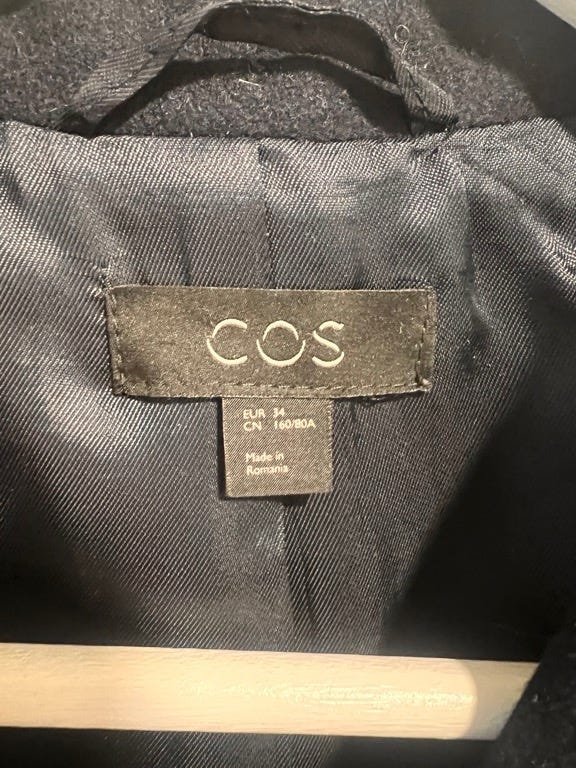 COS
EUR 34
CN 160/80A
Made in
Romania